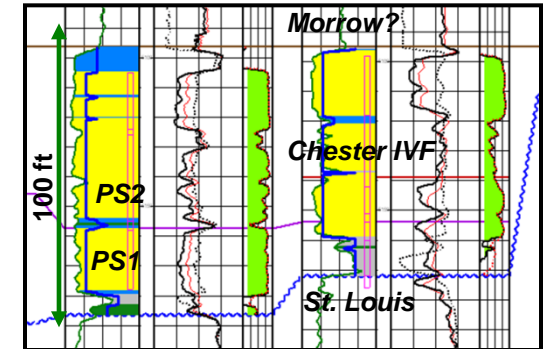 Morrow?
100 ft
Chester IVF
PS2
PS1
St. Louis